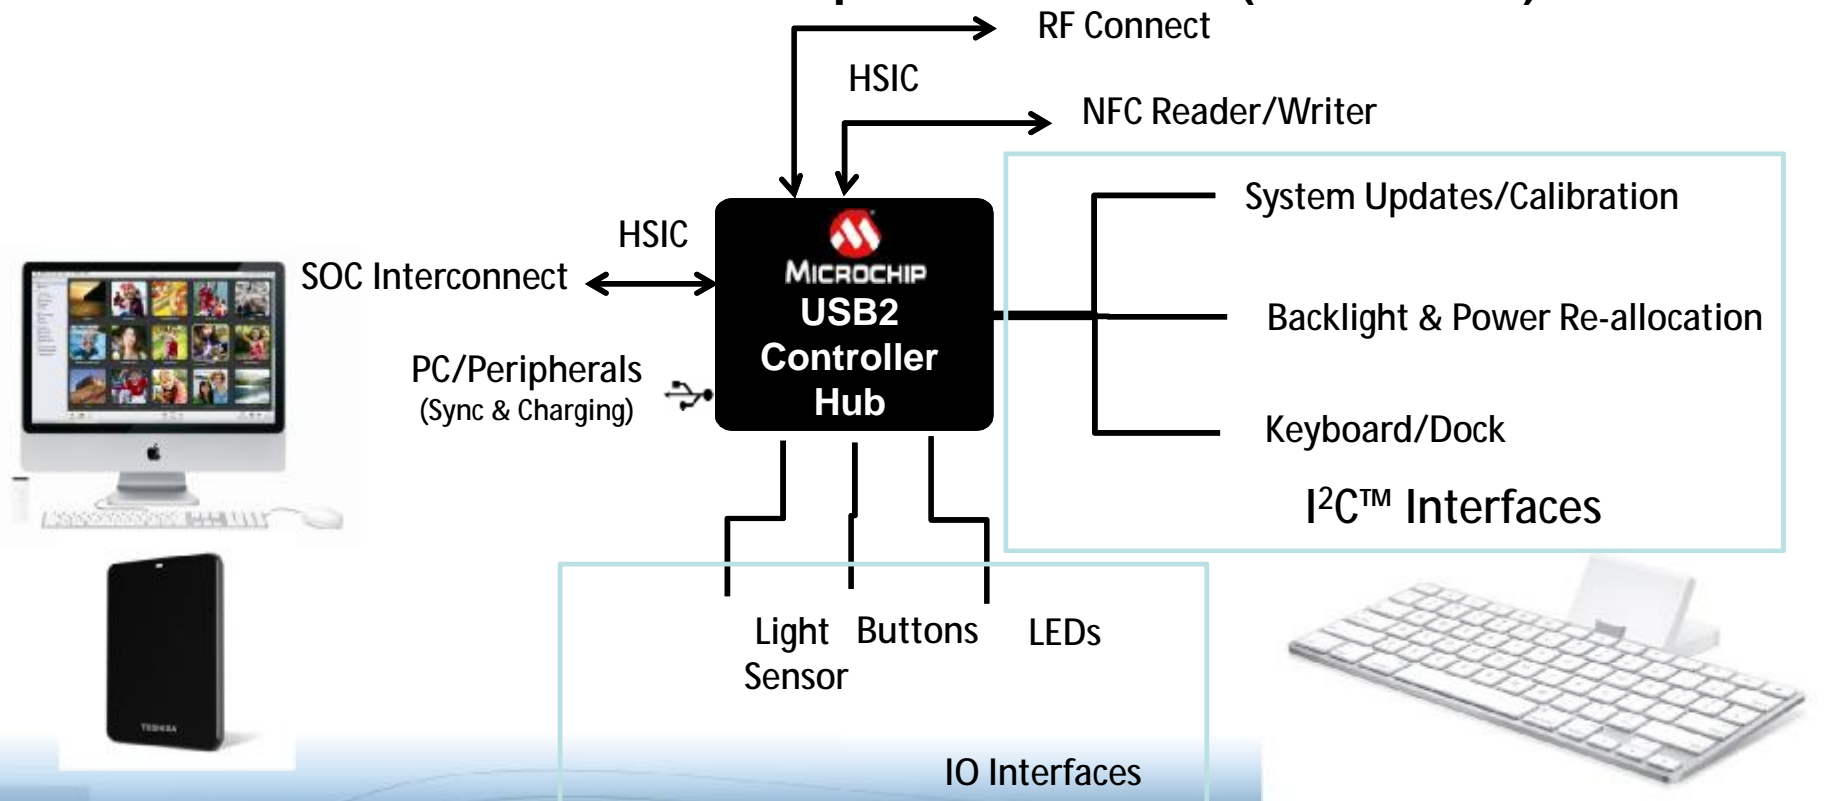 RF Connect
HSIC
NFC Reader/Writer
System Updates/Calibration
HSIC
SOC Interconnect
MICROCHIP
USB2
Controller
Hub
Backlight & Power Re-allocation
PC/Peripherals
(Sync & Charging)
Keyboard/Dock
I²C™ Interfaces
Light
Sensor
Buttons
LEDs
TOSHIBA
IO Interfaces